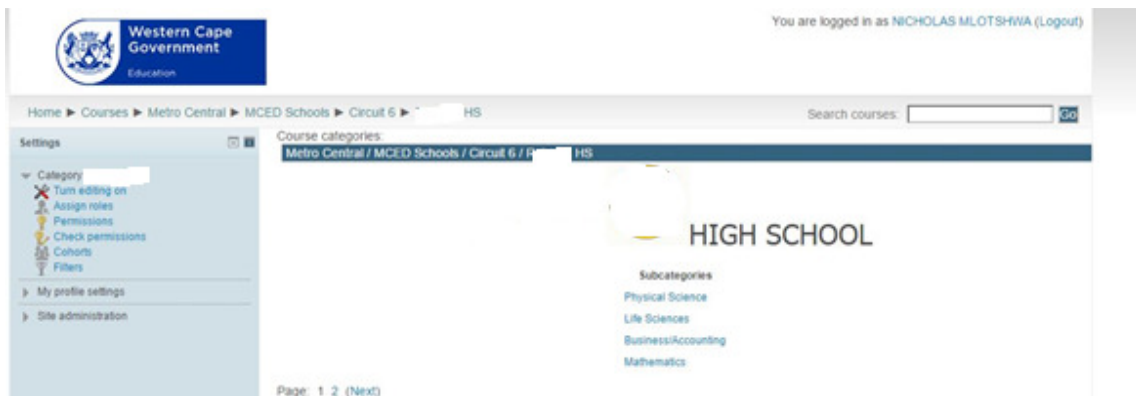 Western Cape
Government
Education
You are logged in as NICHOLAS MLOTSHWA (Logout)
Home ► Courses ► Metro Central ► MCED Schools ► Circuit 6 ► HS
Search courses: Go
Settings
Category
Turn editing on
Assign roles
Permissions
Check permissions
Cohorts
Filters
My profile settings
Site administration
Course categories:
Metro Central / MCED Schools / Circuit 6 / R HS
HIGH SCHOOL
Subcategories
Physical Science
Life Sciences
Business/Accounting
Mathematics
Page: 1 2 (Next)